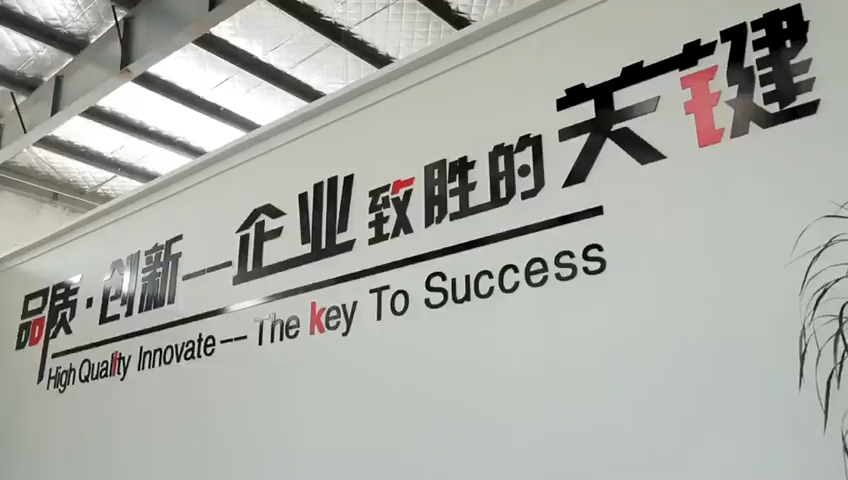 品质·创新—企业致胜的关键
High Quality Innovate--- The key To Success